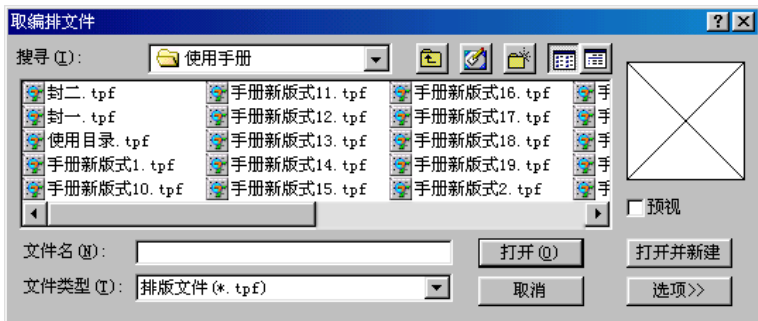 取编排文件
搜寻(I): 使用手册
封二.tpf 手册新版式11.tpf 手册新版式16.tpf 手
封一.tpf 手册新版式12.tpf 手册新版式17.tpf 手
使用目录.tpf 手册新版式13.tpf 手册新版式18.tpf 手
手册新版式1.tpf 手册新版式14.tpf 手册新版式19.tpf 手
手册新版式10.tpf 手册新版式15.tpf 手册新版式2.tpf 手
预视
文件名(N): 打开(O) 打开并新建
文件类型(T): 排版文件(*.tpf) 取消 选项>>